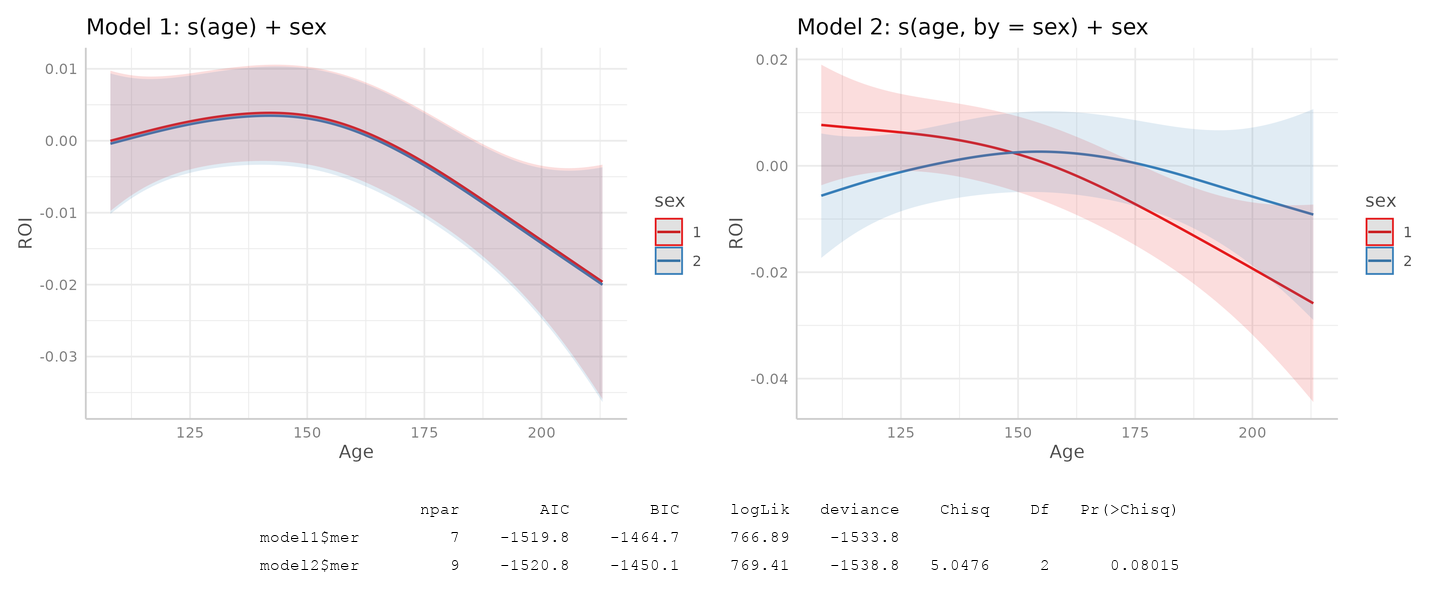 Model 1: s(age) + sex
0.01
0.00
-0.01
-0.02
-0.03
ROI
125 150 175 200
Age
sex
1
2
Model 2: s(age, by = sex) + sex
0.02
0.00
-0.02
-0.04
ROI
125 150 175 200
Age
sex
1
2
npar AIC BIC logLik deviance Chisq Df Pr(>Chisq)
model1$mer 7 -1519.8 -1464.7 766.89 -1533.8
model2$mer 9 -1520.8 -1450.1 769.41 -1538.8 5.0476 2 0.08015